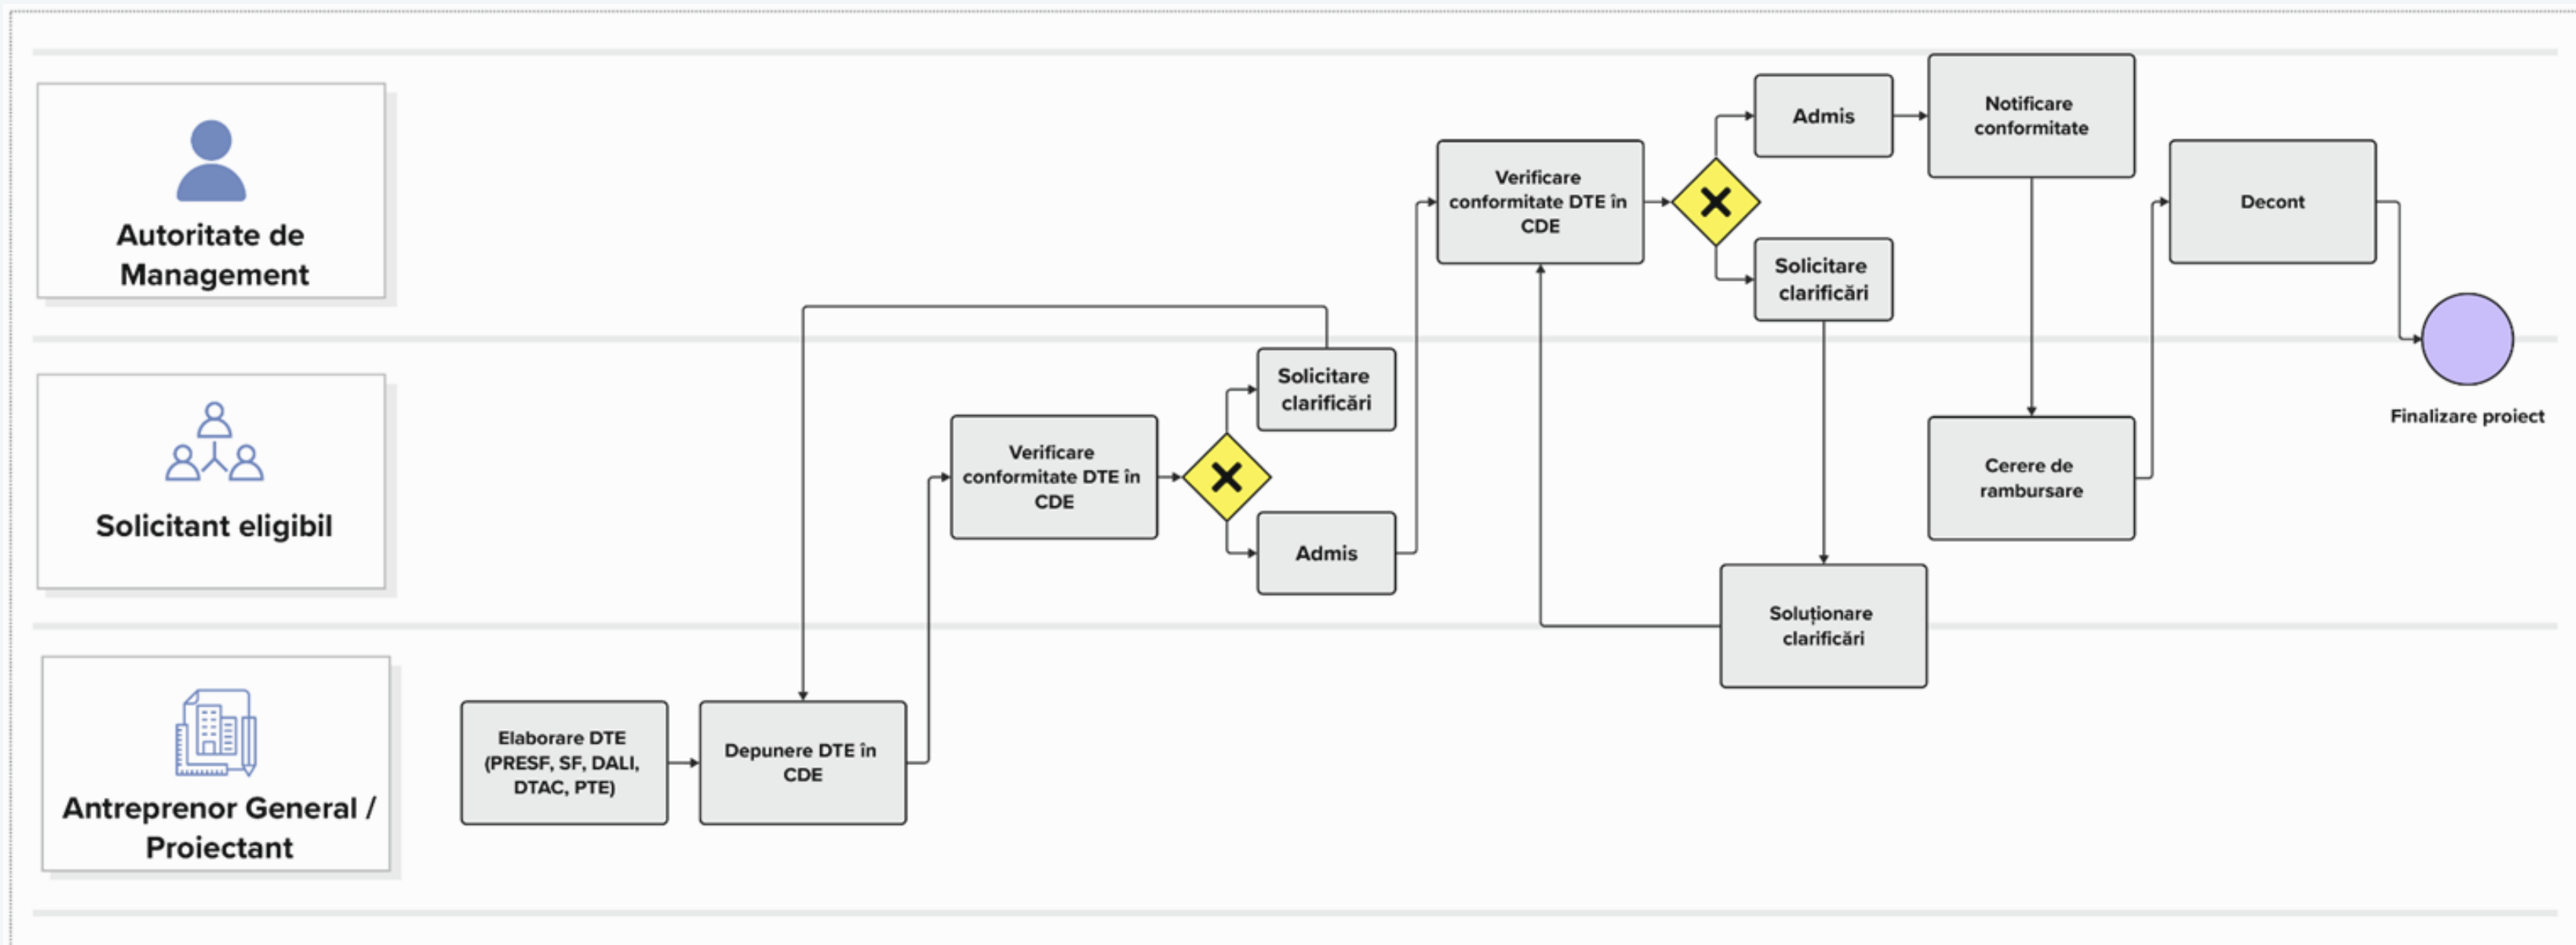 Autoritate de
Management
Solicitant eligibil
Antreprenor General /
Proiectant
Elaborare DTE
(PRESF, SF, DALI,
DTAC, PTE)
Depunere DTE în
CDE
Verificare
conformitate DTE în
CDE
Solicitare
clarificări
Admis
Verificare
conformitate DTE în
CDE
Admis
Solicitare
clarificări
Soluționare
clarificări
Notificare
conformitate
Cerere de
rambursare
Decont
Finalizare proiect